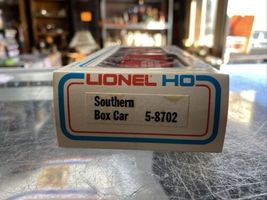 LIONEL HO
Southern
Box Car 5-8702